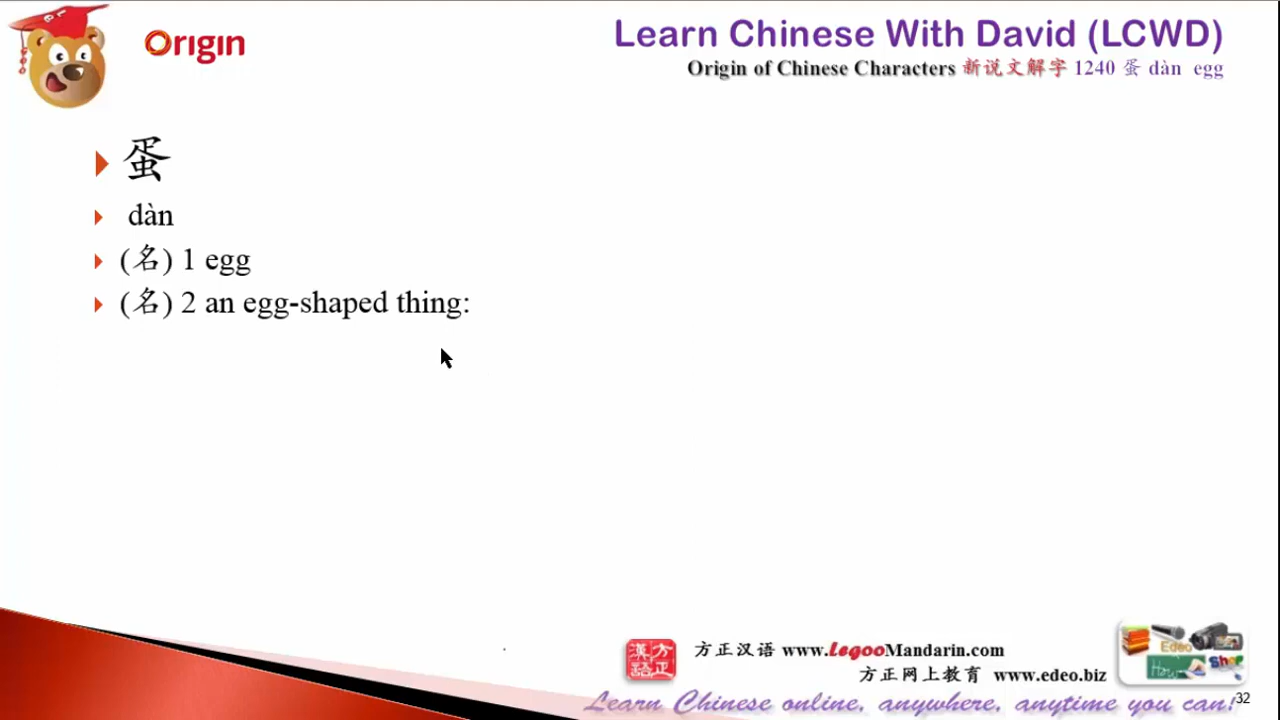 Origin
Learn Chinese With David (LCWD)
Origin of Chinese Characters 新说文解字 1240 蛋 dàn egg
蛋
dàn
(名) 1 egg
(名) 2 an egg-shaped thing:
方正汉语 www.LegooMandarin.com
方正网上教育 www.edeo.biz
Learn Chinese online, anywhere, anytime you can!
32